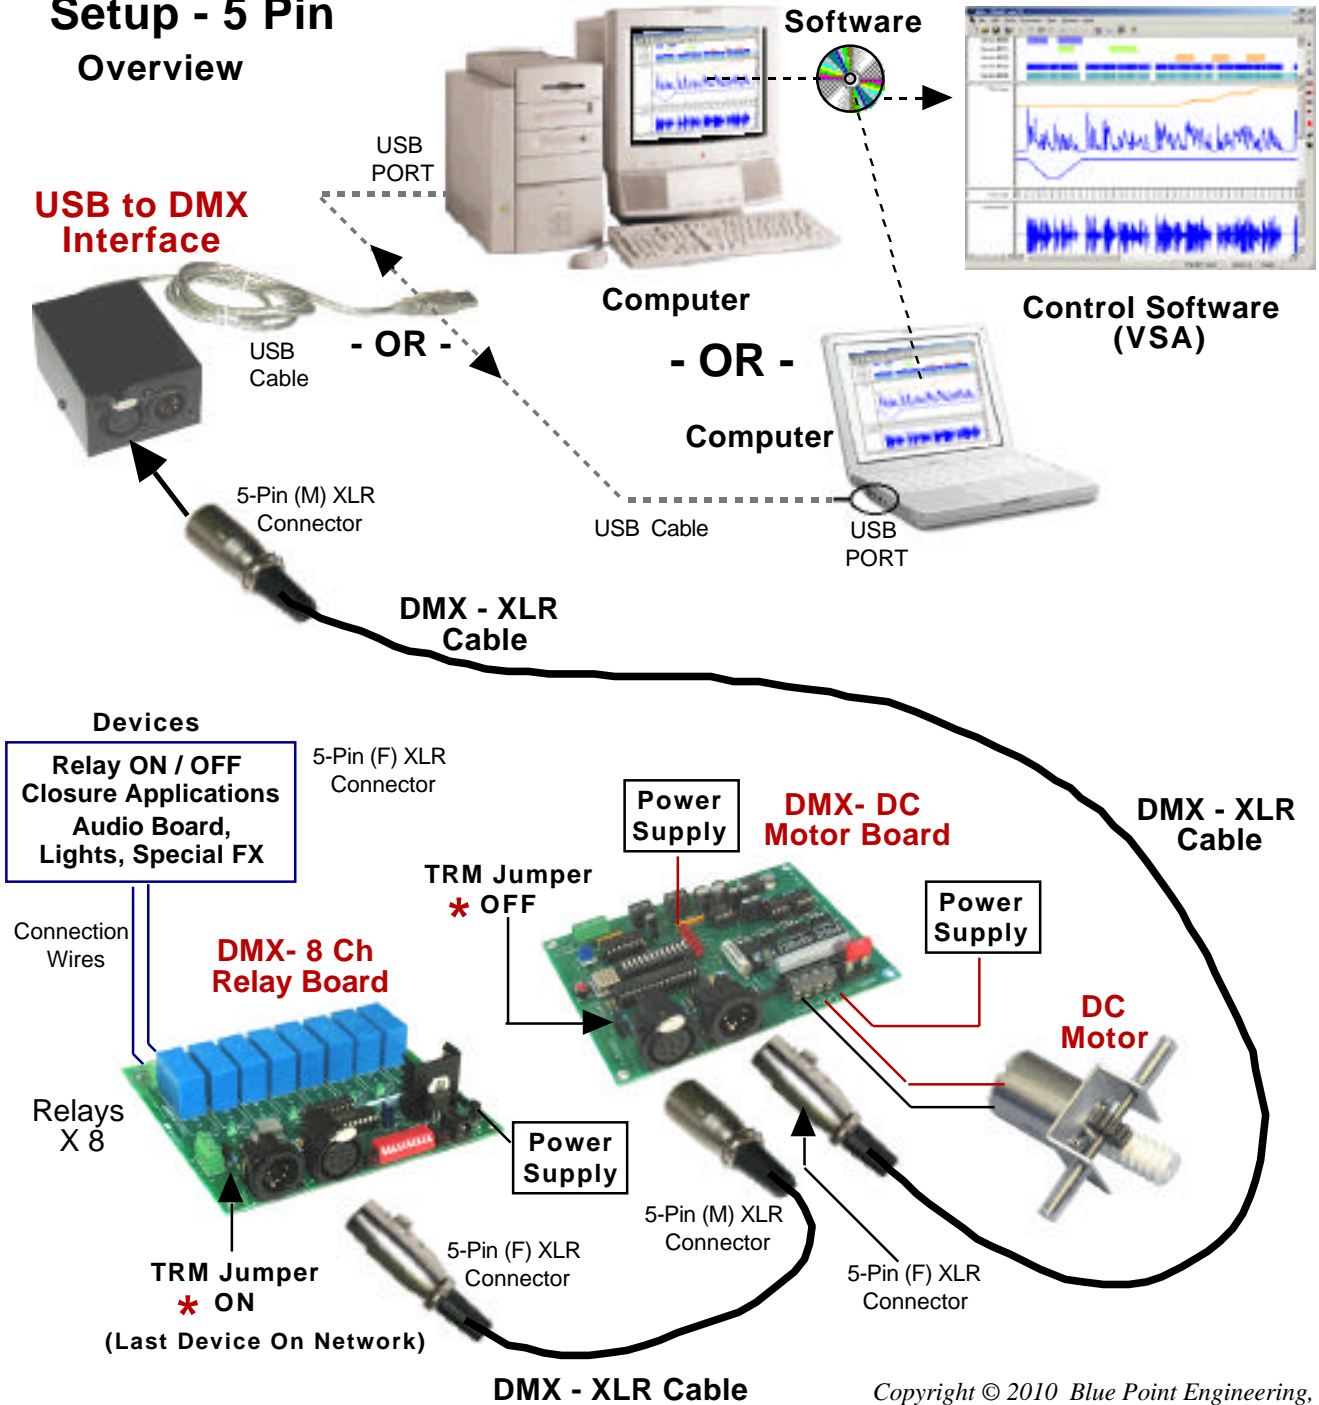 Setup - 5 Pin
Overview
Software
USB
PORT
USB to DMX
Interface
Computer
Control Software
(VSA)
USB
Cable
- OR -
- OR -
Computer
5-Pin (M) XLR
Connector
USB Cable
USB
PORT
DMX - XLR
Cable
Devices
Relay ON / OFF
Closure Applications
Audio Board,
Lights, Special FX
5-Pin (F) XLR
Connector
Power
Supply
DMX- DC
Motor Board
DMX - XLR
Cable
TRM Jumper
* OFF
Power
Supply
Connection
Wires
DMX- 8 Ch
Relay Board
DC
Motor
Relays
X 8
Power
Supply
5-Pin (M) XLR
Connector
5-Pin (F) XLR
Connector
5-Pin (F) XLR
Connector
TRM Jumper
* ON
(Last Device On Network)
DMX - XLR Cable
Copyright © 2010 Blue Point Engineering,